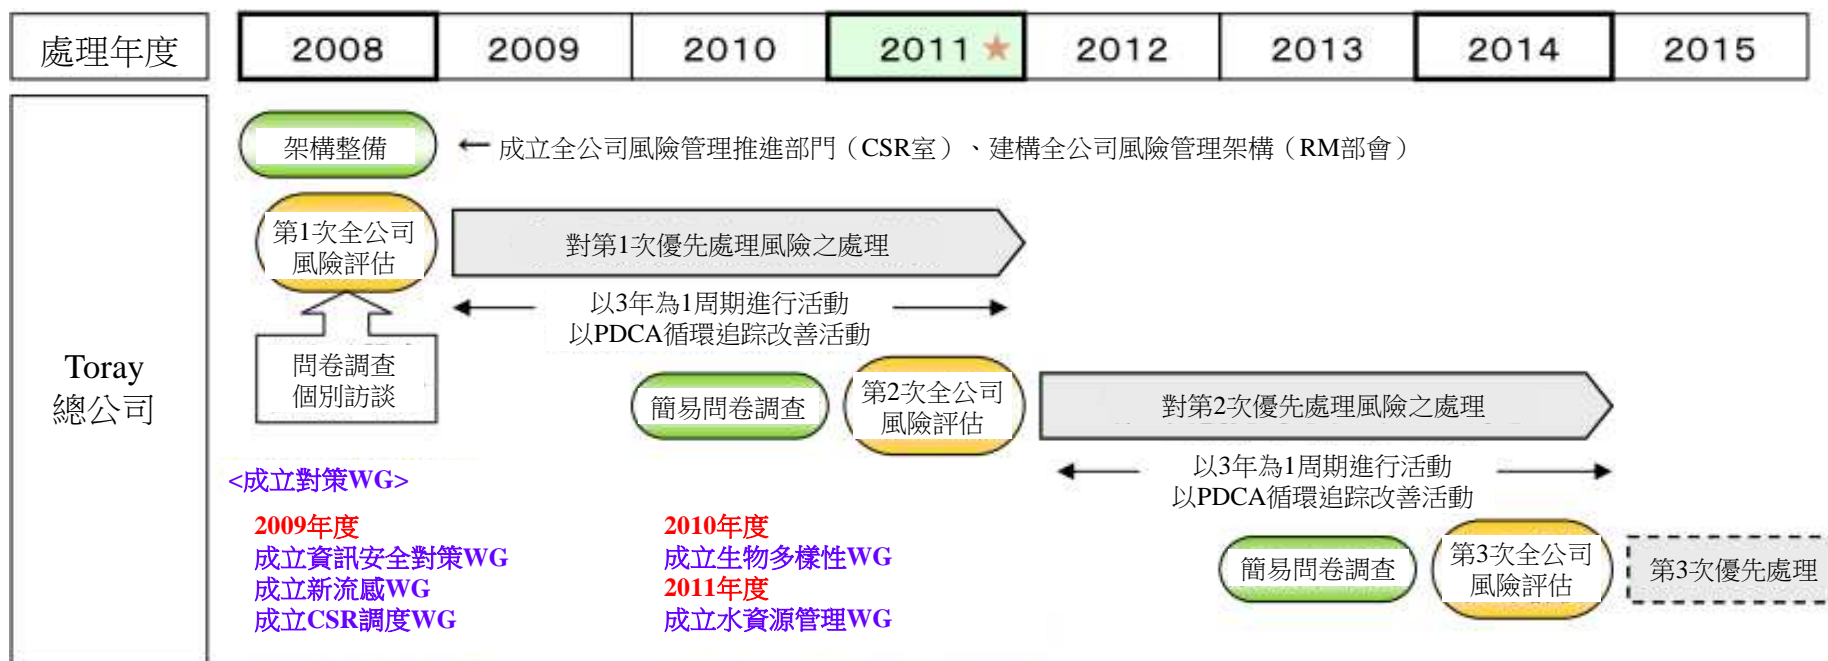 處理年度
2008
2009
2010
2011
2012
2013
2014
2015
Toray
總公司
架構整備
← 成立全公司風險管理推進部門（CSR室）、建構全公司風險管理架構（RM部會）
第1次全公司
風險評估
對第1次優先處理風險之處理
以3年為1周期進行活動
以PDCA循環追踪改善活動
問卷調查
個別訪談
簡易問卷調查
第2次全公司
風險評估
對第2次優先處理風險之處理
以3年為1周期進行活動
以PDCA循環追踪改善活動
<成立對策WG>
2009年度
成立資訊安全對策WG
成立新流感WG
成立CSR調度WG
2010年度
成立生物多樣性WG
2011年度
成立水資源管理WG
簡易問卷調查
第3次全公司
風險評估
第3次優先處理